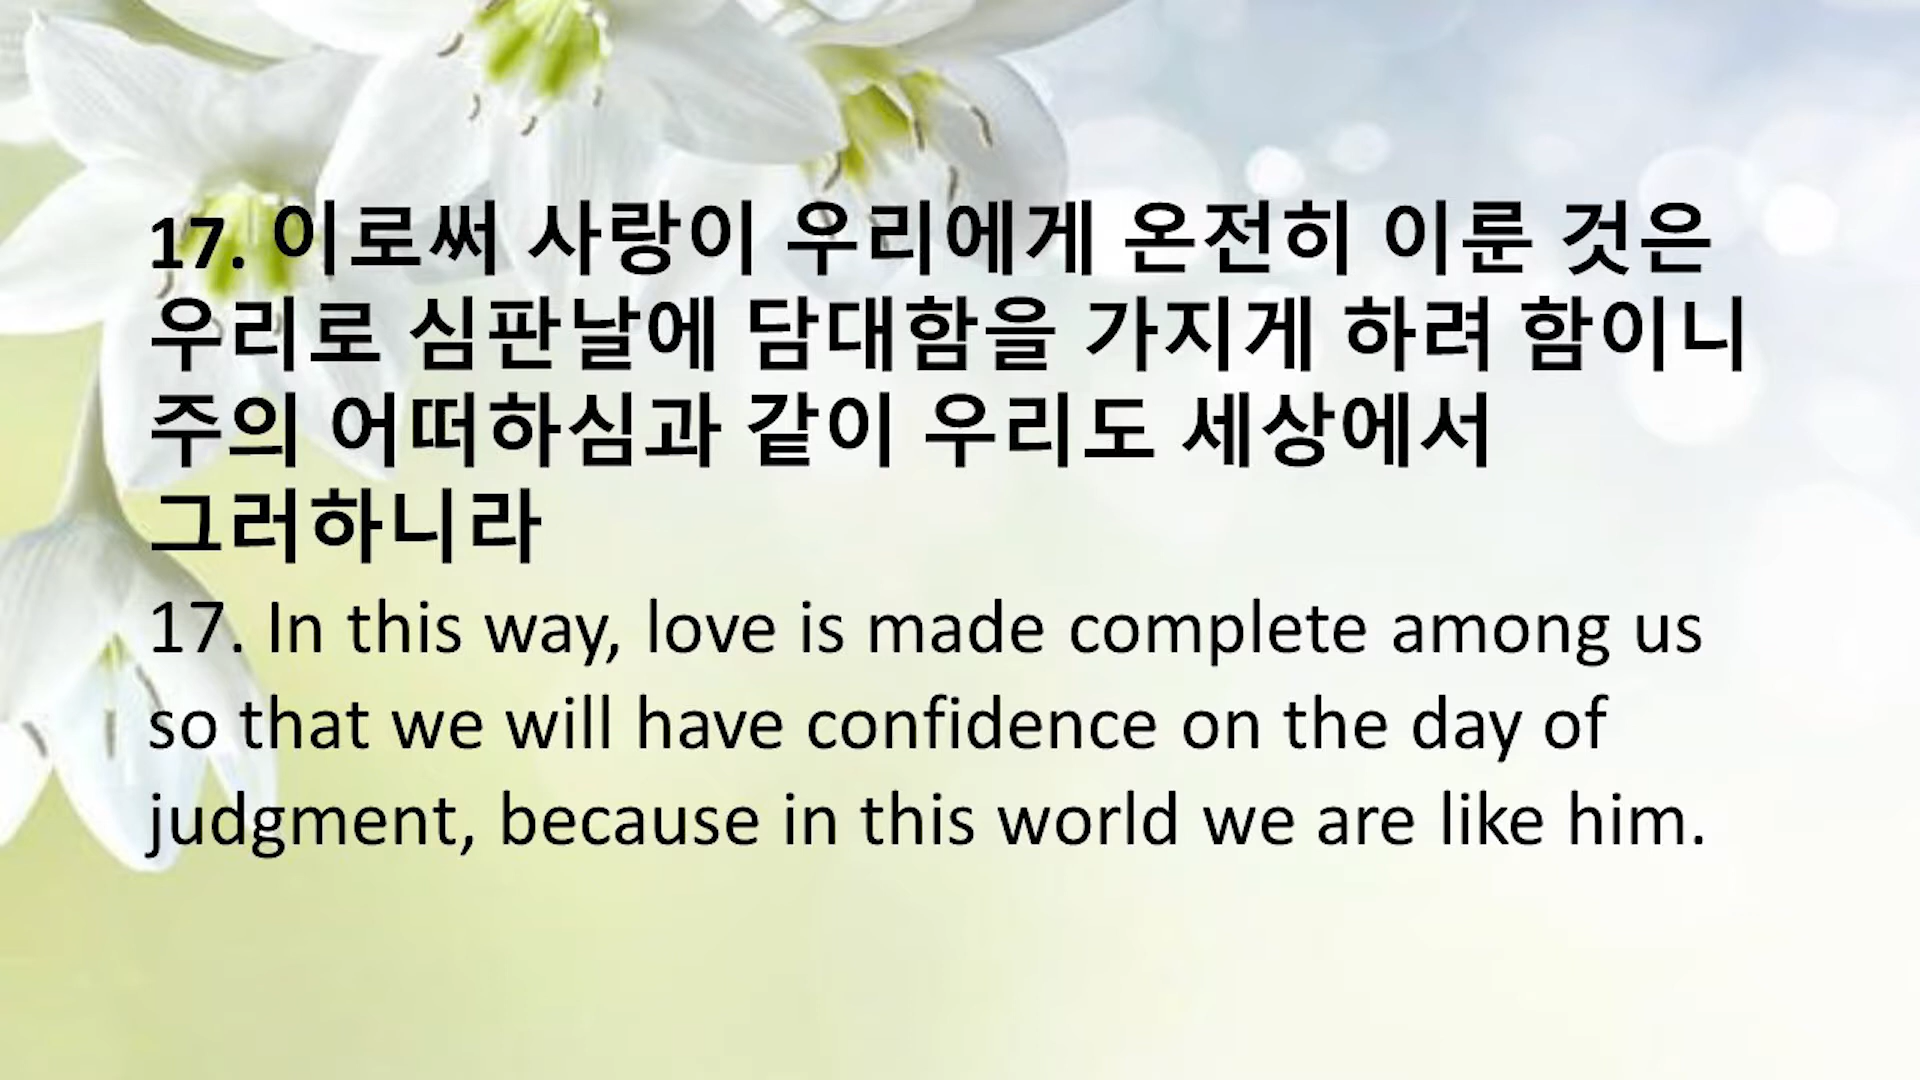 17. 이로써 사랑이 우리에게 온전히 이룬 것은
우리로 심판날에 담대함을 가지게 하려 함이니
주의 어떠하심과 같이 우리도 세상에서
그러하니라
17. In this way, love is made complete among us
so that we will have confidence on the day of
judgment, because in this world we are like him.